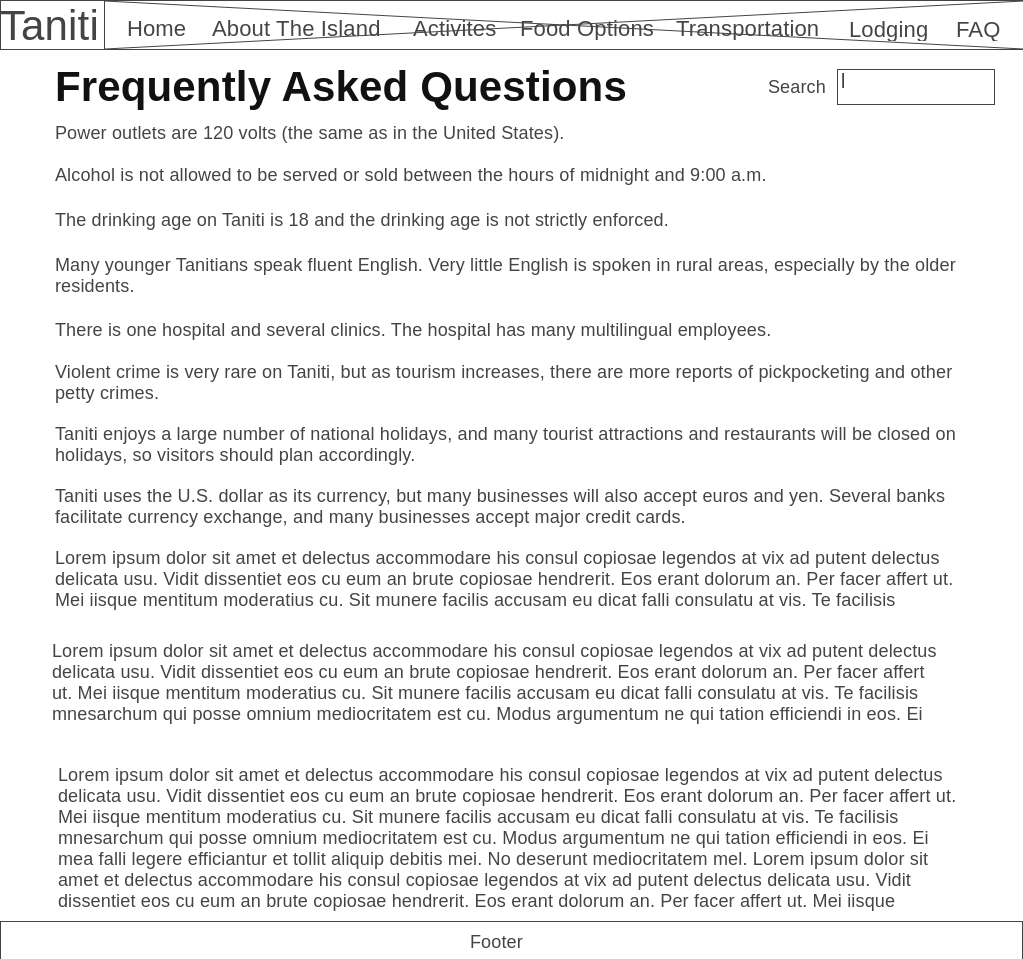 Taniti Home About The Island Activites Food Options Transportation Lodging FAQ
Frequently Asked Questions Search
Power outlets are 120 volts (the same as in the United States).
Alcohol is not allowed to be served or sold between the hours of midnight and 9:00 a.m.
The drinking age on Taniti is 18 and the drinking age is not strictly enforced.
Many younger Tanitians speak fluent English. Very little English is spoken in rural areas, especially by the older
residents.
There is one hospital and several clinics. The hospital has many multilingual employees.
Violent crime is very rare on Taniti, but as tourism increases, there are more reports of pickpocketing and other
petty crimes.
Taniti enjoys a large number of national holidays, and many tourist attractions and restaurants will be closed on
holidays, so visitors should plan accordingly.
Taniti uses the U.S. dollar as its currency, but many businesses will also accept euros and yen. Several banks
facilitate currency exchange, and many businesses accept major credit cards.
Lorem ipsum dolor sit amet et delectus accommodare his consul copiosae legendos at vix ad putent delectus
delicata usu. Vidit dissentiet eos cu eum an brute copiosae hendrerit. Eos erant dolorum an. Per facer affert ut.
Mei iisque mentitum moderatius cu. Sit munere facilis accusam eu dicat falli consulatu at vis. Te facilisis
Lorem ipsum dolor sit amet et delectus accommodare his consul copiosae legendos at vix ad putent delectus
delicata usu. Vidit dissentiet eos cu eum an brute copiosae hendrerit. Eos erant dolorum an. Per facer affert
ut. Mei iisque mentitum moderatius cu. Sit munere facilis accusam eu dicat falli consulatu at vis. Te facilisis
mnesarchum qui posse omnium mediocritatem est cu. Modus argumentum ne qui tation efficiendi in eos. Ei
Lorem ipsum dolor sit amet et delectus accommodare his consul copiosae legendos at vix ad putent delectus
delicata usu. Vidit dissentiet eos cu eum an brute copiosae hendrerit. Eos erant dolorum an. Per facer affert ut.
Mei iisque mentitum moderatius cu. Sit munere facilis accusam eu dicat falli consulatu at vis. Te facilisis
mnesarchum qui posse omnium mediocritatem est cu. Modus argumentum ne qui tation efficiendi in eos. Ei
mea falli legere efficiantur et tollit aliquip debitis mei. No deserunt mediocritatem mel. Lorem ipsum dolor sit
amet et delectus accommodare his consul copiosae legendos at vix ad putent delectus delicata usu. Vidit
dissentiet eos cu eum an brute copiosae hendrerit. Eos erant dolorum an. Per facer affert ut. Mei iisque
Footer